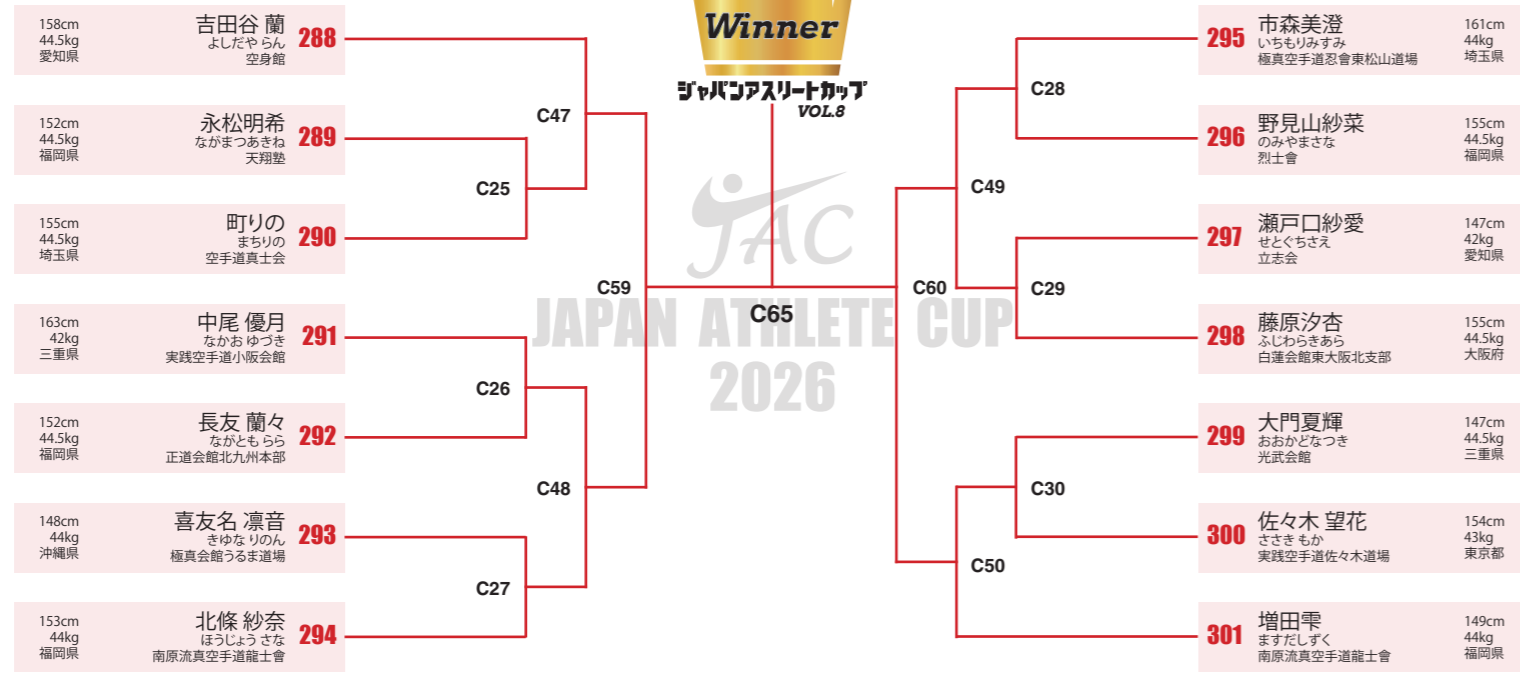 Winner
ジャパンアスリートカップ
VOL.8
JAC
JAPAN ATHLETE CUP
2026
158cm
44.5kg
愛知県
吉田谷 蘭
よしだや らん
空身館
288
152cm
44.5kg
福岡県
永松明希
ながまつあきね
天翔塾
289
155cm
44.5kg
埼玉県
町りの
まちりの
空手道真士会
290
163cm
42kg
三重県
中尾 優月
なかお ゆづき
実践空手道小阪会館
291
152cm
44.5kg
福岡県
長友 蘭々
ながとも らら
正道会館北九州本部
292
148cm
44kg
沖縄県
喜友名 凛音
きゆな りのん
極真会館うるま道場
293
153cm
44kg
福岡県
北條 紗奈
ほうじょう さな
南原流真空手道龍士會
294
C47
C25
C59
C26
C48
C27
C65
C28
C49
C60
C29
C30
C50
295
市森美澄
いちもりみすみ
極真空手道忍會東松山道場
161cm
44kg
埼玉県
296
野見山紗菜
のみやまさな
烈士會
155cm
44.5kg
福岡県
297
瀬戸口紗愛
せとぐちさえ
立志会
147cm
42kg
愛知県
298
藤原汐杏
ふじわらきあら
白蓮会館東大阪北支部
155cm
44.5kg
大阪府
299
大門夏輝
おおかどなつき
光武会館
147cm
44.5kg
三重県
300
佐々木 望花
ささき もか
実践空手道佐々木道場
154cm
43kg
東京都
301
増田雫
ますだしずく
南原流真空手道龍士會
149cm
44kg
福岡県